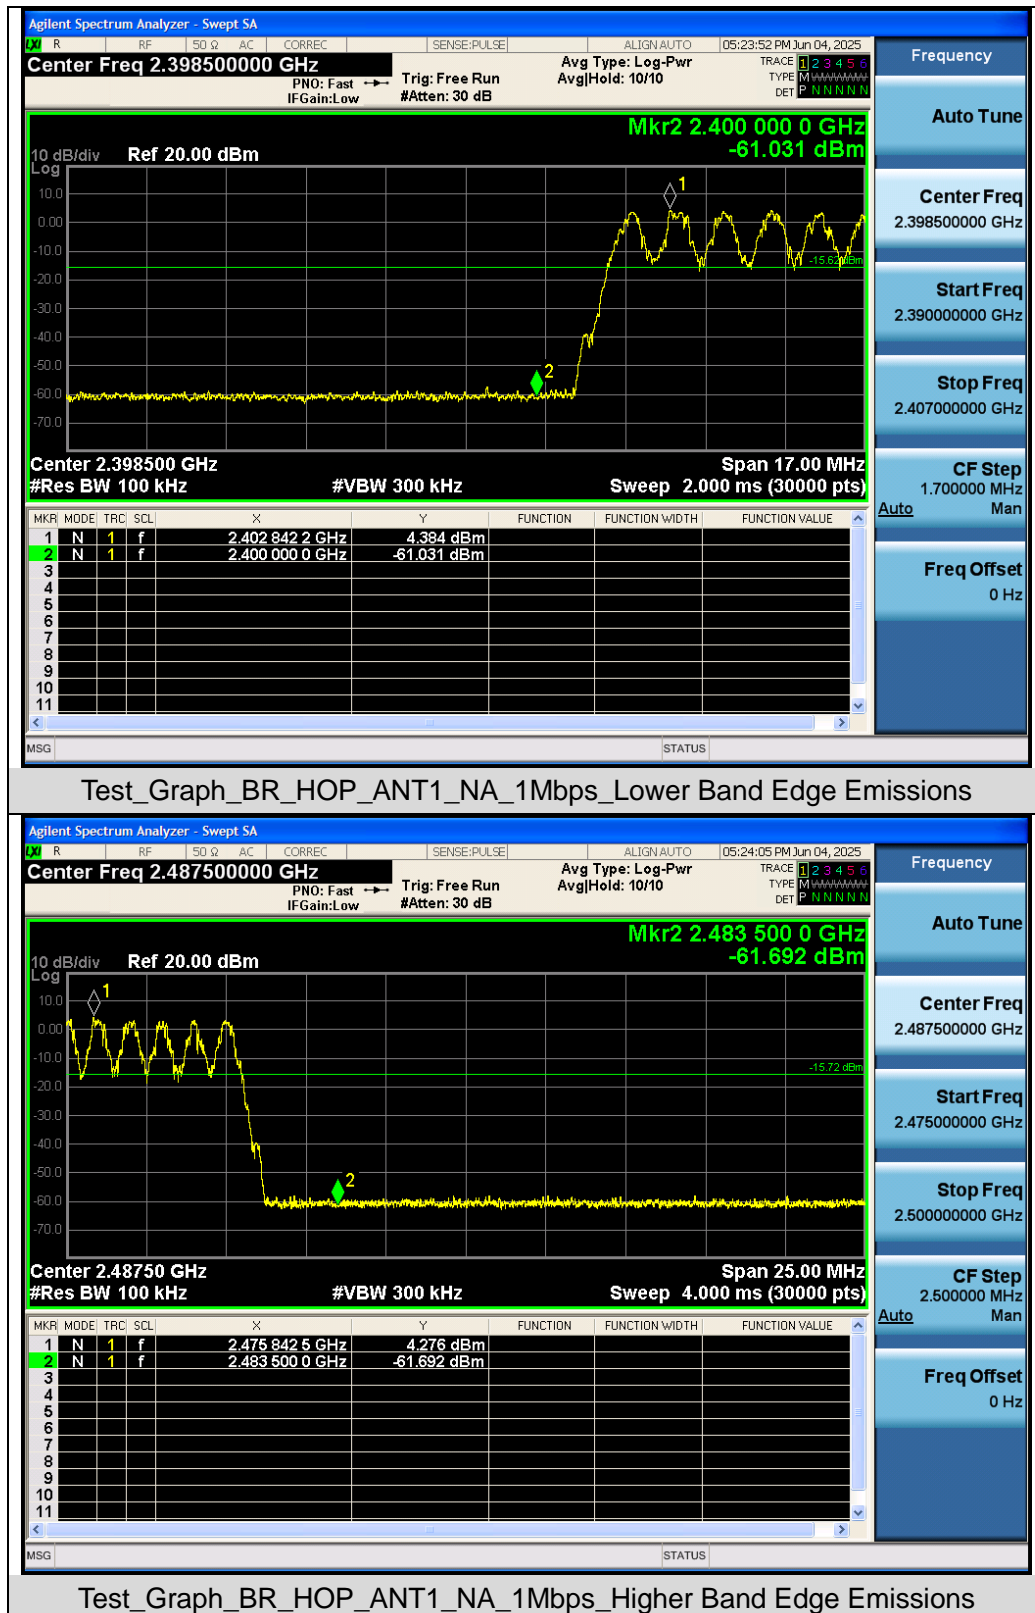 Agilent Spectrum Analyzer - Swept SA
LXI R RF 50 Ω AC CORREC SENSE:PULSE ALIGN AUTO 05:23:52 PM Jun 04, 2025
Center Freq 2.398500000 GHz
PNO: Fast
IFGain:Low
Trig: Free Run
#Atten: 30 dB
Avg Type: Log-Pwr
Avg|Hold: 10/10
TRACE 1 2 3 4 5 6
TYPE M WWWWW
DET P N N N N N
Mkr2 2.400 000 0 GHz
-61.031 dBm
10 dB/div
Log
Ref 20.00 dBm
10.0
0.00
-10.0
-20.0
-30.0
-40.0
-50.0
-60.0
-70.0
1
2
-15.62 dBm
Center 2.398500 GHz
Span 17.00 MHz
#Res BW 100 kHz #VBW 300 kHz Sweep 2.000 ms (30000 pts)
MKR MODE TRC SCL X Y FUNCTION FUNCTION WIDTH FUNCTION VALUE
1 N 1 f 2.402 842 2 GHz 4.384 dBm
2 N 1 f 2.400 000 0 GHz -61.031 dBm
3
4
5
6
7
8
9
10
11
MSG STATUS
Frequency
Auto Tune
Center Freq
2.398500000 GHz
Start Freq
2.390000000 GHz
Stop Freq
2.407000000 GHz
CF Step
1.700000 MHz
Auto Man
Freq Offset
0 Hz
Test_Graph_BR_HOP_ANT1_NA_1Mbps_Lower Band Edge Emissions
Agilent Spectrum Analyzer - Swept SA
LXI R RF 50 Ω AC CORREC SENSE:PULSE ALIGN AUTO 05:24:05 PM Jun 04, 2025
Center Freq 2.487500000 GHz
PNO: Fast
IFGain:Low
Trig: Free Run
#Atten: 30 dB
Avg Type: Log-Pwr
Avg|Hold: 10/10
TRACE 1 2 3 4 5 6
TYPE M WWWWW
DET P N N N N N
Mkr2 2.483 500 0 GHz
-61.692 dBm
10 dB/div
Log
Ref 20.00 dBm
10.0
0.00
-10.0
-20.0
-30.0
-40.0
-50.0
-60.0
-70.0
1
2
-15.72 dBm
Center 2.48750 GHz
Span 25.00 MHz
#Res BW 100 kHz #VBW 300 kHz Sweep 4.000 ms (30000 pts)
MKR MODE TRC SCL X Y FUNCTION FUNCTION WIDTH FUNCTION VALUE
1 N 1 f 2.475 842 5 GHz 4.276 dBm
2 N 1 f 2.483 500 0 GHz -61.692 dBm
3
4
5
6
7
8
9
10
11
MSG STATUS
Frequency
Auto Tune
Center Freq
2.487500000 GHz
Start Freq
2.475000000 GHz
Stop Freq
2.500000000 GHz
CF Step
2.500000 MHz
Auto Man
Freq Offset
0 Hz
Test_Graph_BR_HOP_ANT1_NA_1Mbps_Higher Band Edge Emissions